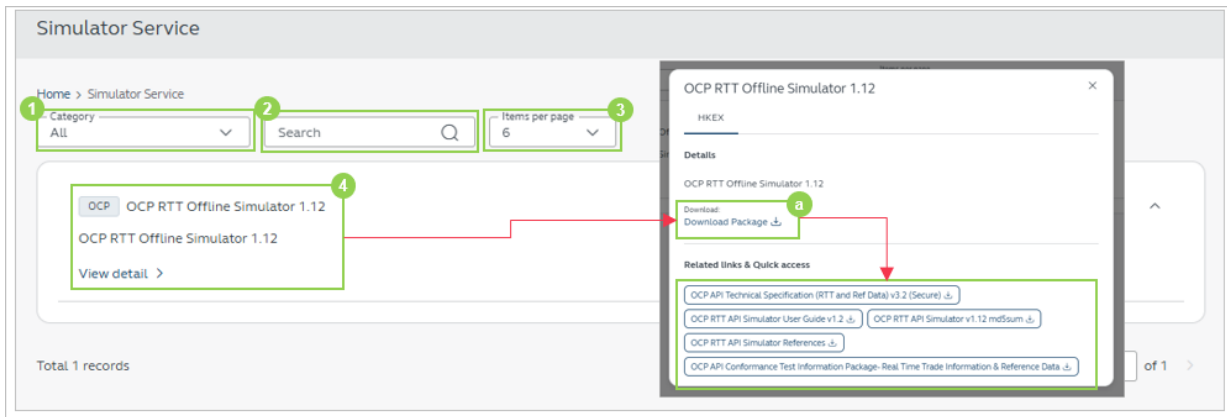 Simulator Service
Home > Simulator Service
1
Category
All
2
Search
3
Items per page
6
4
OCP OCP RTT Offline Simulator 1.12
OCP RTT Offline Simulator 1.12
View detail >
Total 1 records
of 1 >
OCP RTT Offline Simulator 1.12 ×
HKEX
Details
OCP RTT Offline Simulator 1.12
a
Download:
Download Package
Related links & Quick access
OCP API Technical Specification (RTT and Ref Data) v3.2 (Secure)
OCP RTT API Simulator User Guide v1.2 OCP RTT API Simulator v1.12 md5sum
OCP RTT API Simulator References
OCP API Conformance Test Information Package- Real Time Trade Information & Reference Data